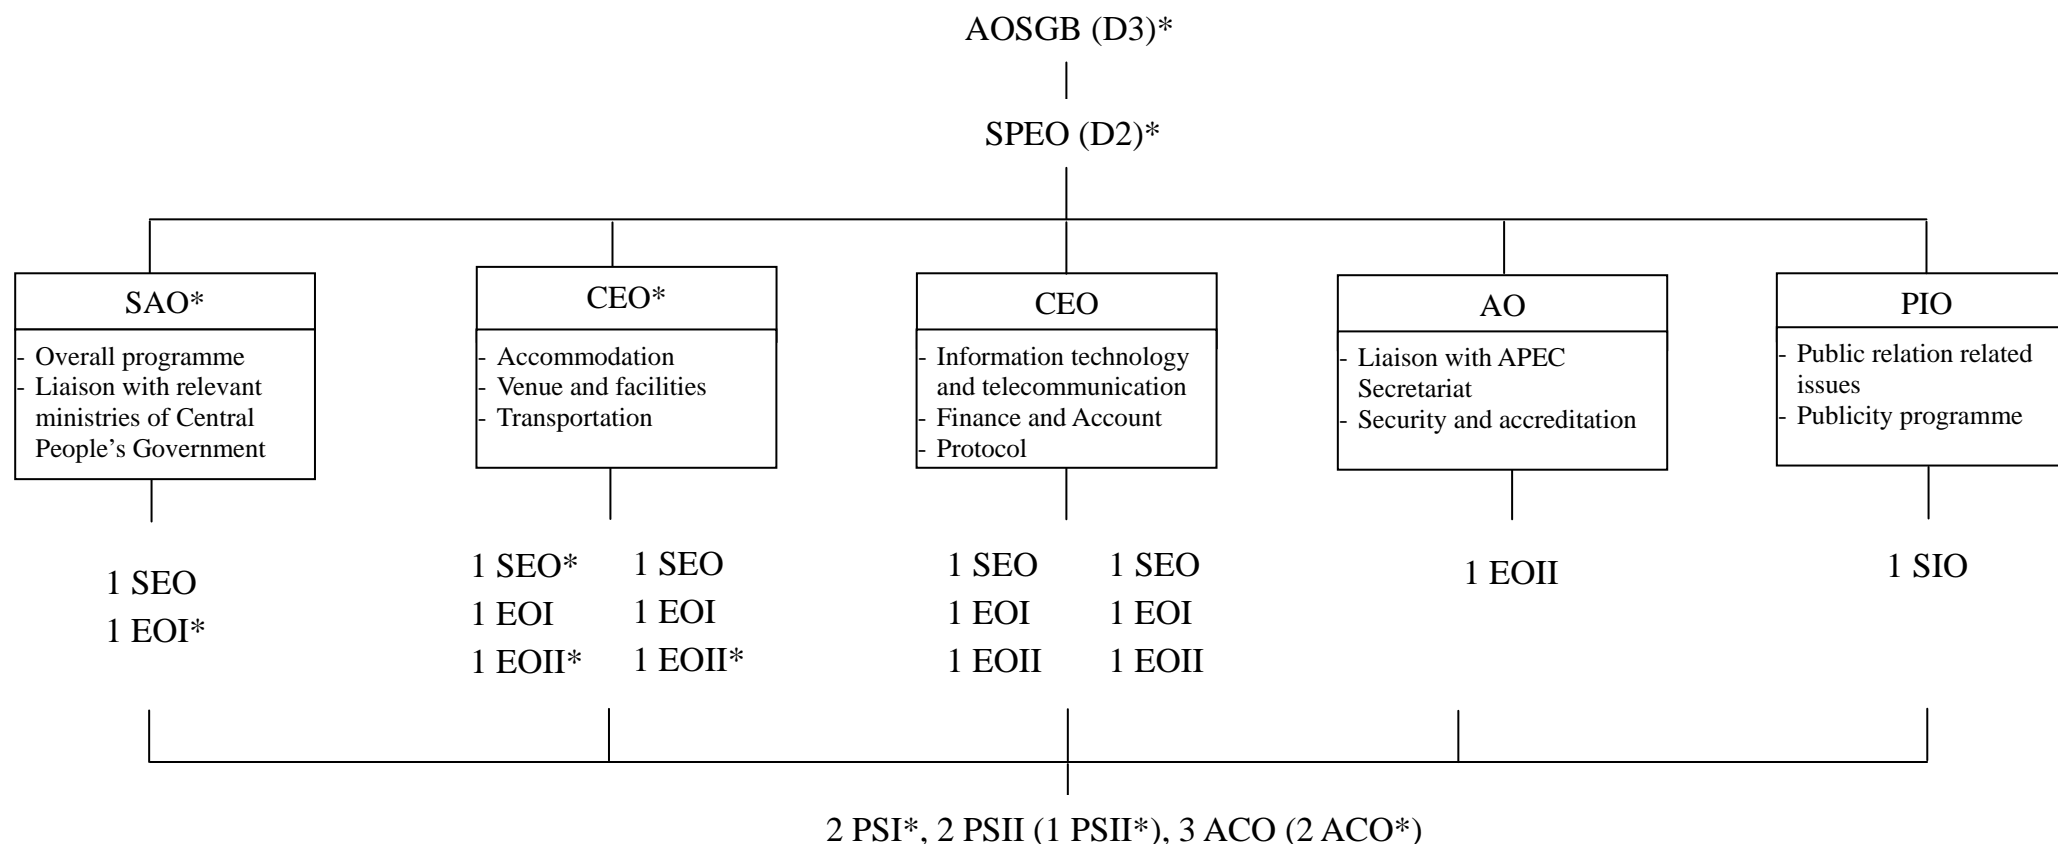 AOSGB (D3)*
SPEO (D2)*
SAO*
- Overall programme
- Liaison with relevant
ministries of Central
People's Government
1 SEO
1 EOI*
CEO*
- Accommodation
- Venue and facilities
- Transportation
1 SEO*
1 EOI
1 EOII*
1 SEO
1 EOI
1 EOII*
CEO
- Information technology
and telecommunication
- Finance and Account
- Protocol
1 SEO
1 EOI
1 EOII
1 SEO
1 EOI
1 EOII
AO
- Liaison with APEC
Secretariat
- Security and accreditation
1 EOII
PIO
- Public relation related
issues
- Publicity programme
1 SIO
2 PSI*, 2 PSII (1 PSII*), 3 ACO (2 ACO*)